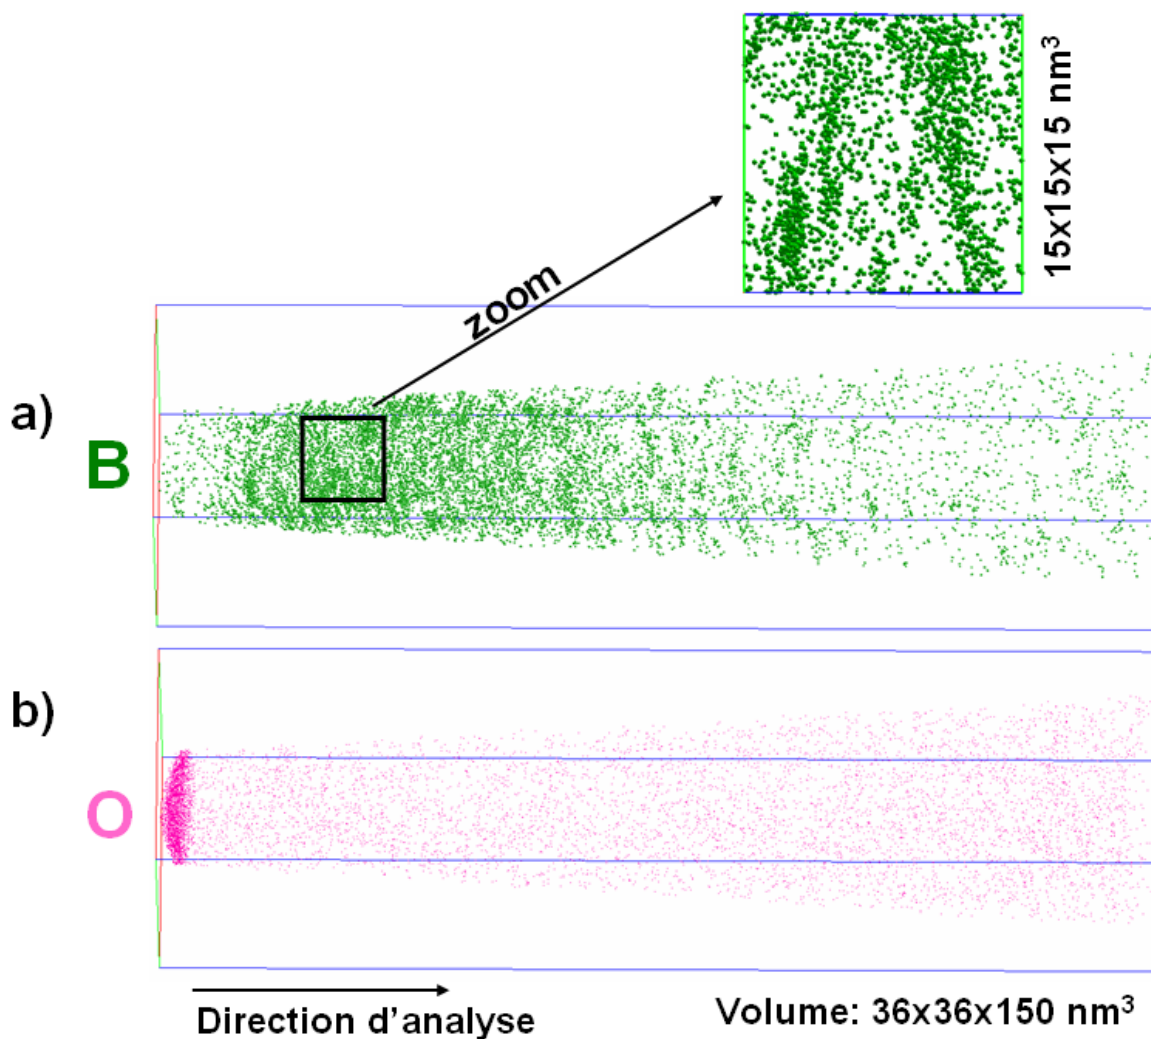 15x15x15 nm³
zoom
a)
B
b)
O
Direction d'analyse
Volume: 36x36x150 nm³